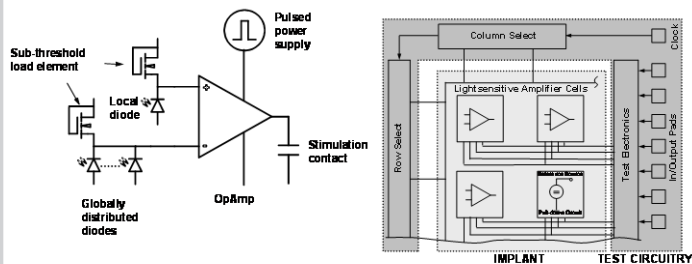 Pulsed
power
supply
Sub-threshold
load element
Local
diode
Stimulation
contact
OpAmp
Globally
distributed
diodes
Column Select
Clock
Lightsensitive Amplifier Cells
Row Select
Test Electronics
In/Output Pads
IMPLANT
TEST CIRCUITRY